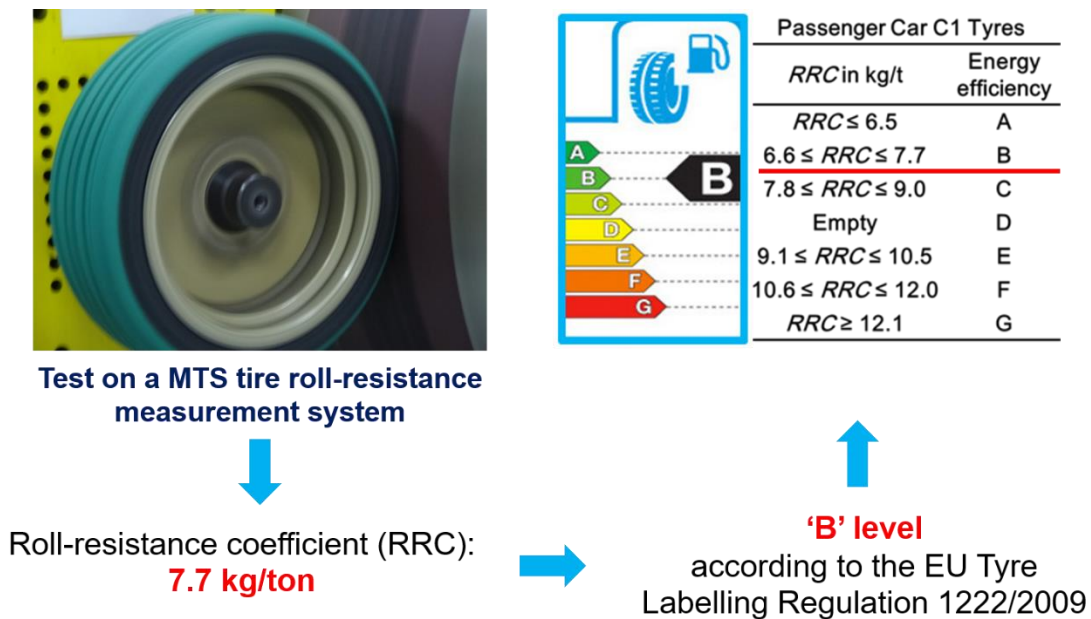 Test on a MTS tire roll-resistance
measurement system
Roll-resistance coefficient (RRC):
7.7 kg/ton
A
B
C
D
E
F
G
B
Passenger Car C1 Tyres
RRC in kg/t Energy efficiency
RRC ≤ 6.5 A
6.6 ≤ RRC ≤ 7.7 B
7.8 ≤ RRC ≤ 9.0 C
Empty D
9.1 ≤ RRC ≤ 10.5 E
10.6 ≤ RRC ≤ 12.0 F
RRC ≥ 12.1 G
‘B’ level
according to the EU Tyre
Labelling Regulation 1222/2009